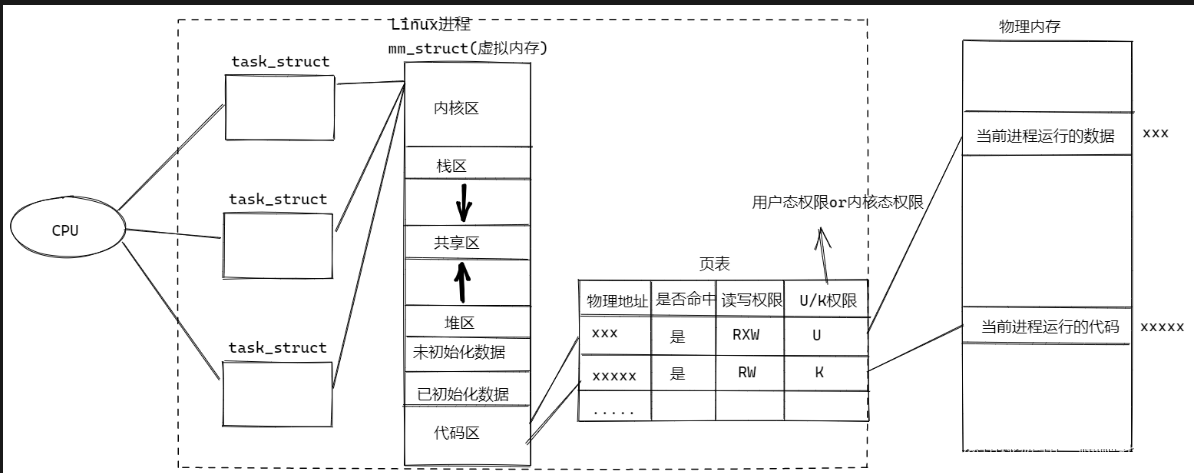 Linux进程
mm_struct(虚拟内存)
物理内存
task_struct
task_struct
task_struct
CPU
内核区
栈区
共享区
堆区
未初始化数据
已初始化数据
代码区
用户态权限or内核态权限
页表
物理地址 是否命中 读写权限 U/K权限
xxx 是 RXW U
xxxxx 是 RW K
.....
当前进程运行的数据 xxx
当前进程运行的代码 xxxxx